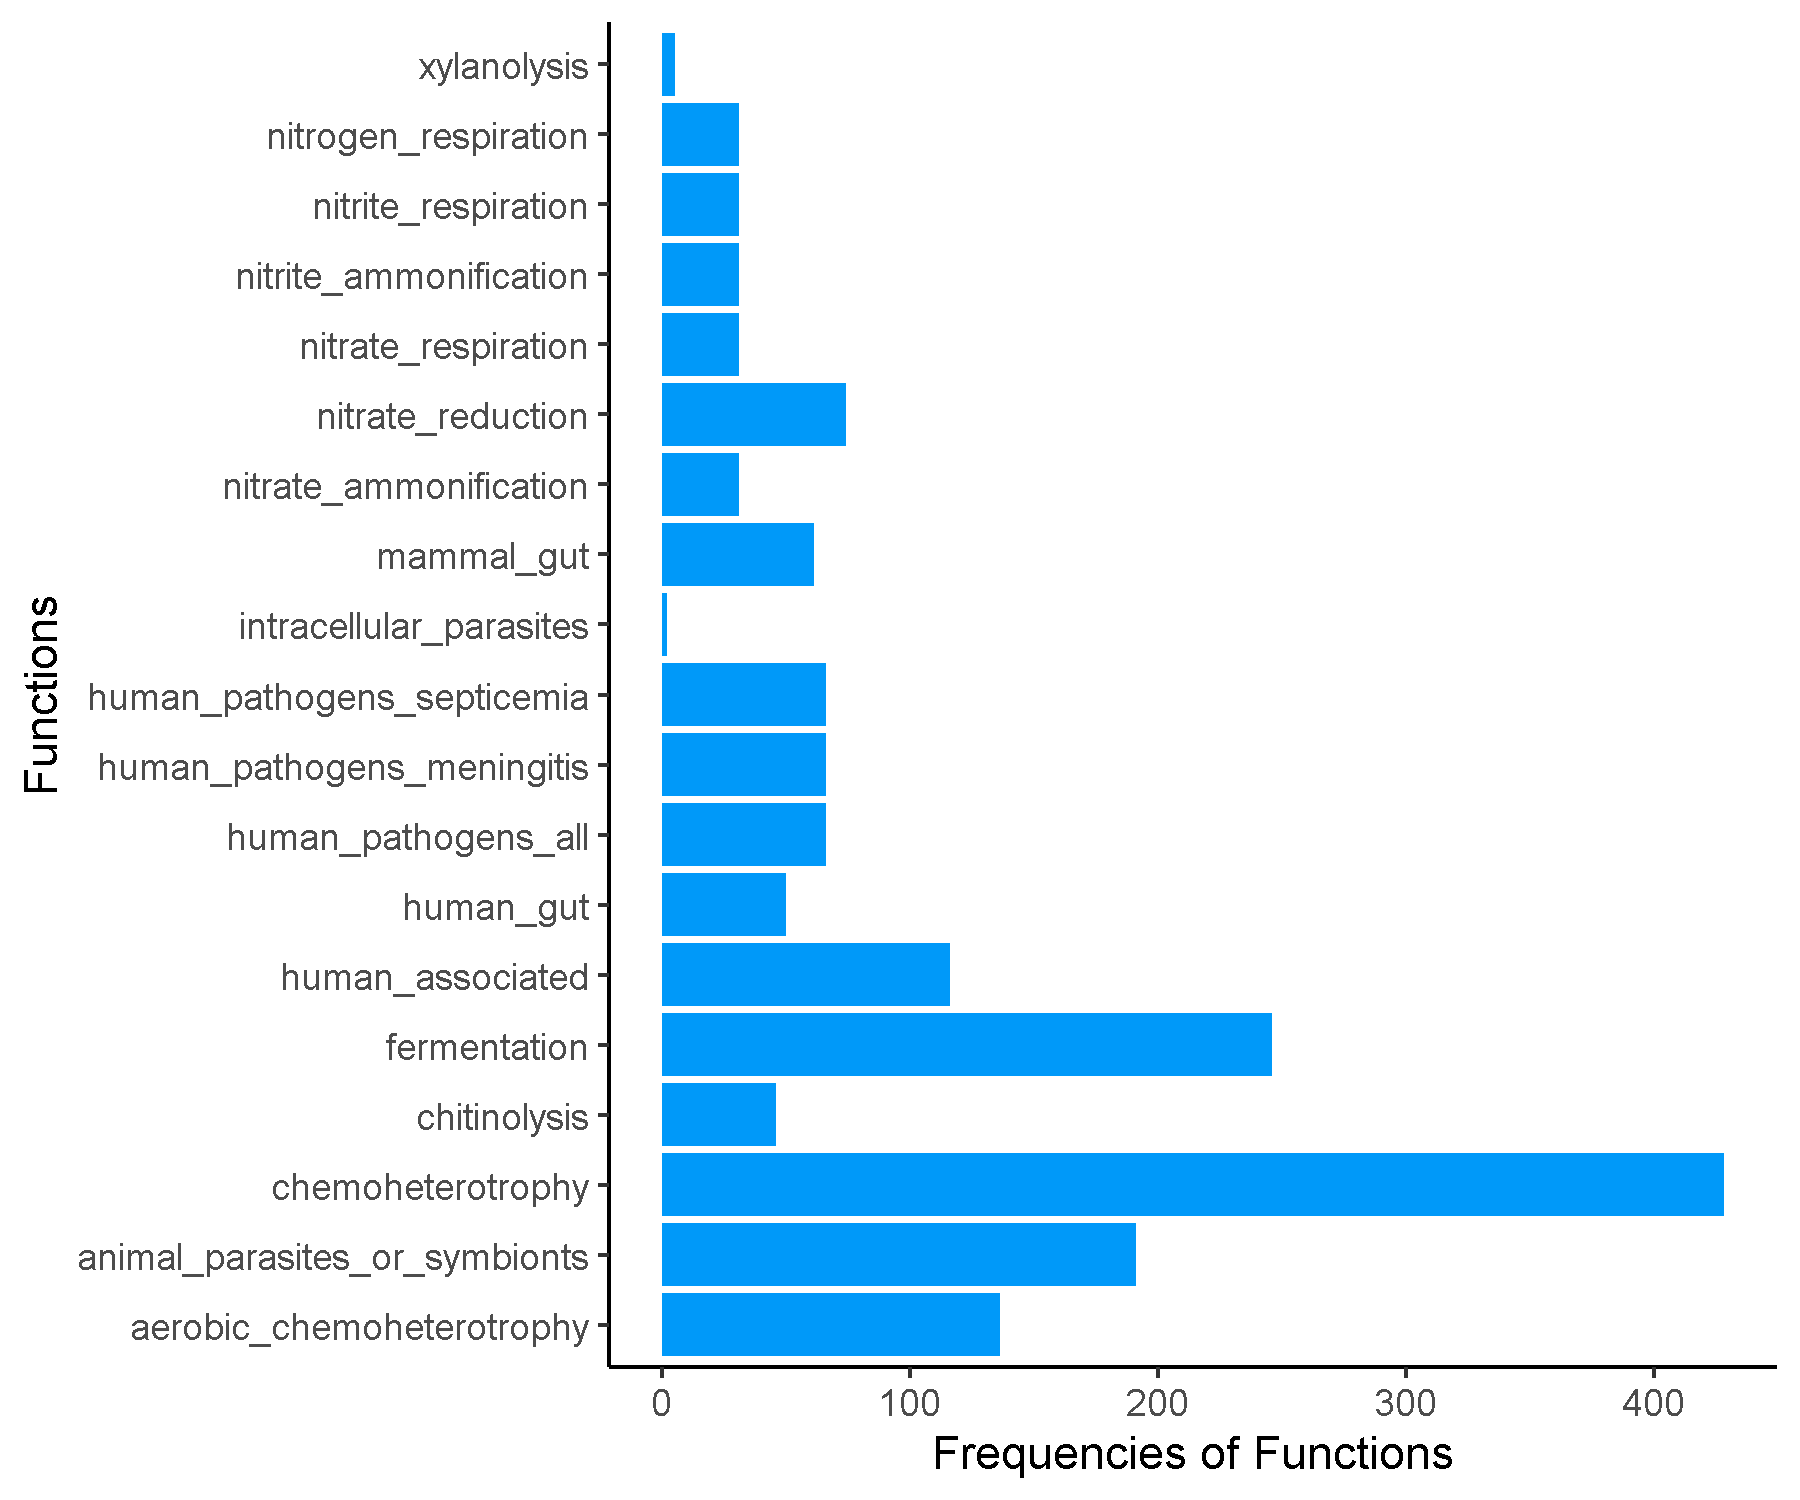 xylanolysis
nitrogen_respiration
nitrite_respiration
nitrite_ammonification
nitrate_respiration
nitrate_reduction
nitrate_ammonification
mammal_gut
intracellular_parasites
human_pathogens_septicemia
human_pathogens_meningitis
human_pathogens_all
human_gut
human_associated
fermentation
chitinolysis
chemoheterotrophy
animal_parasites_or_symbionts
aerobic_chemoheterotrophy
Functions
0 100 200 300 400
Frequencies of Functions